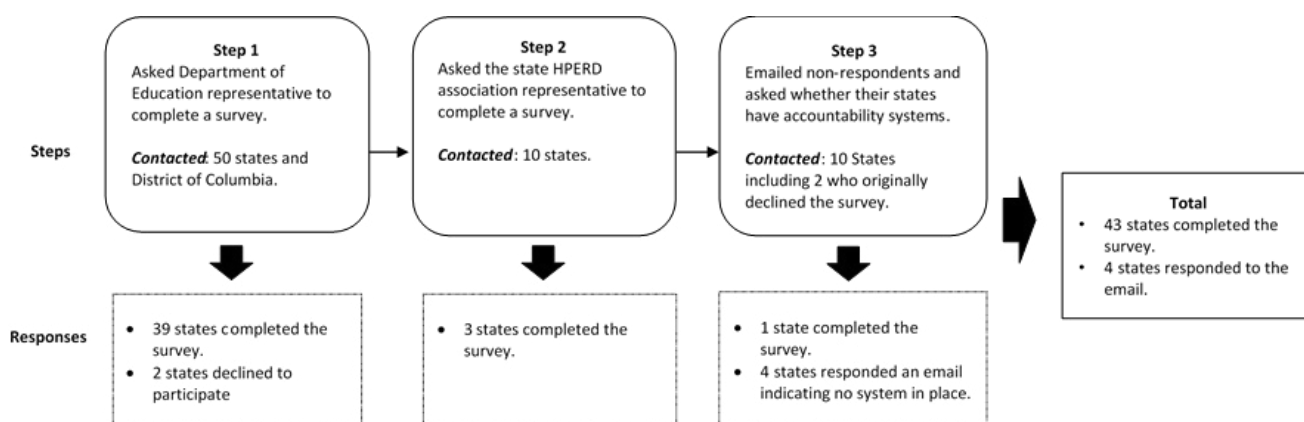 Step 1
Asked Department of
Education representative to
complete a survey.
Contacted: 50 states and
District of Columbia.
Step 2
Asked the state HPERD
association representative to
complete a survey.
Contacted: 10 states.
Step 3
Emailed non-respondents and
asked whether their states
have accountability systems.
Contacted: 10 States
including 2 who originally
declined the survey.
Steps
Total
• 43 states completed the
survey.
• 4 states responded to the
email.
Responses
• 39 states completed the
survey.
• 2 states declined to
participate
• 3 states completed the
survey.
• 1 state completed the
survey.
• 4 states responded an email
indicating no system in place.